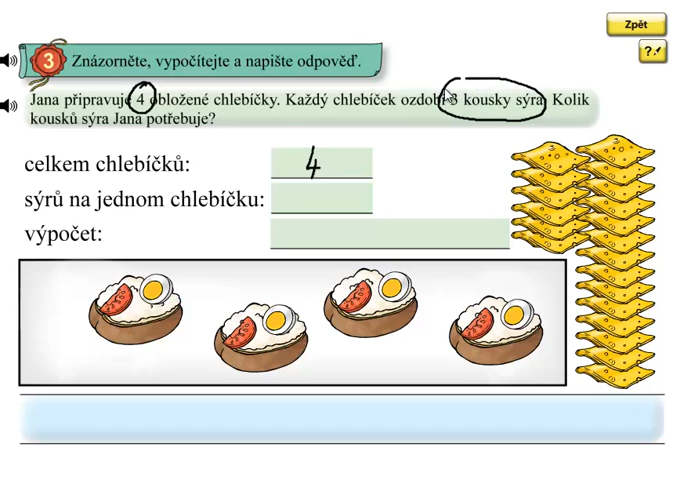 Zpět
?✓
3 Znázorněte, vypočítejte a napište odpověď.
Jana připravuje 4 obložené chlebíčky. Každý chlebíček ozdobí 3 kousky sýra. Kolik
kousků sýra Jana potřebuje?
celkem chlebíčků: 4
sýrů na jednom chlebíčku:
výpočet: